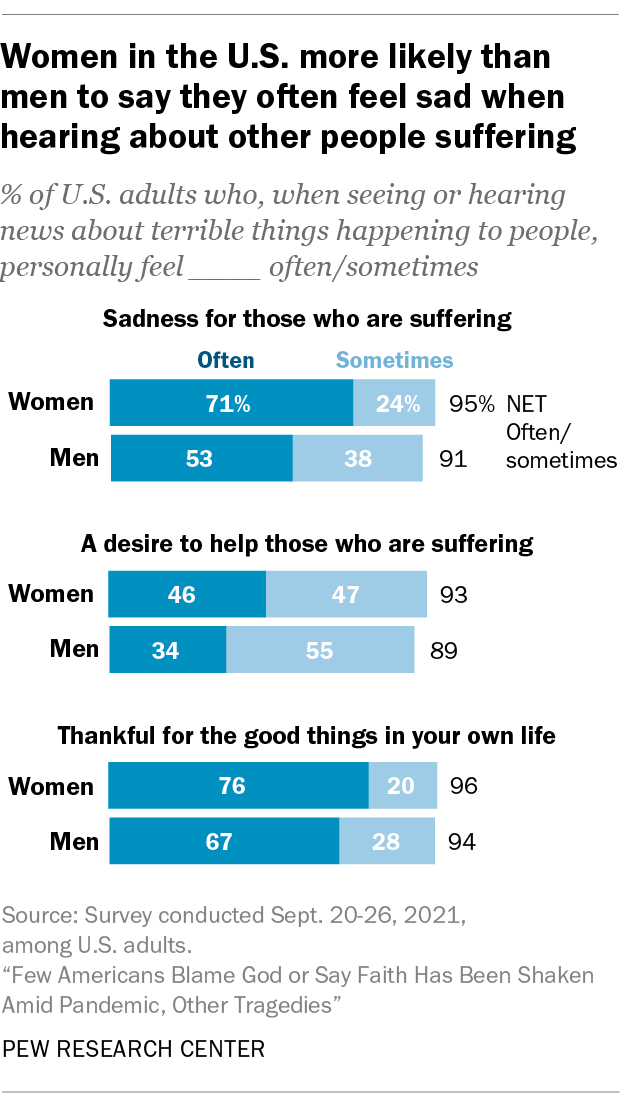 Women in the U.S. more likely than
men to say they often feel sad when
hearing about other people suffering
% of U.S. adults who, when seeing or hearing
news about terrible things happening to people,
personally feel _____ often/sometimes
Sadness for those who are suffering
Often Sometimes
Women 71% 24% 95% NET
Often/
sometimes
Men 53 38 91
A desire to help those who are suffering
Women 46 47 93
Men 34 55 89
Thankful for the good things in your own life
Women 76 20 96
Men 67 28 94
Source: Survey conducted Sept. 20-26, 2021,
among U.S. adults.
“Few Americans Blame God or Say Faith Has Been Shaken
Amid Pandemic, Other Tragedies”
PEW RESEARCH CENTER